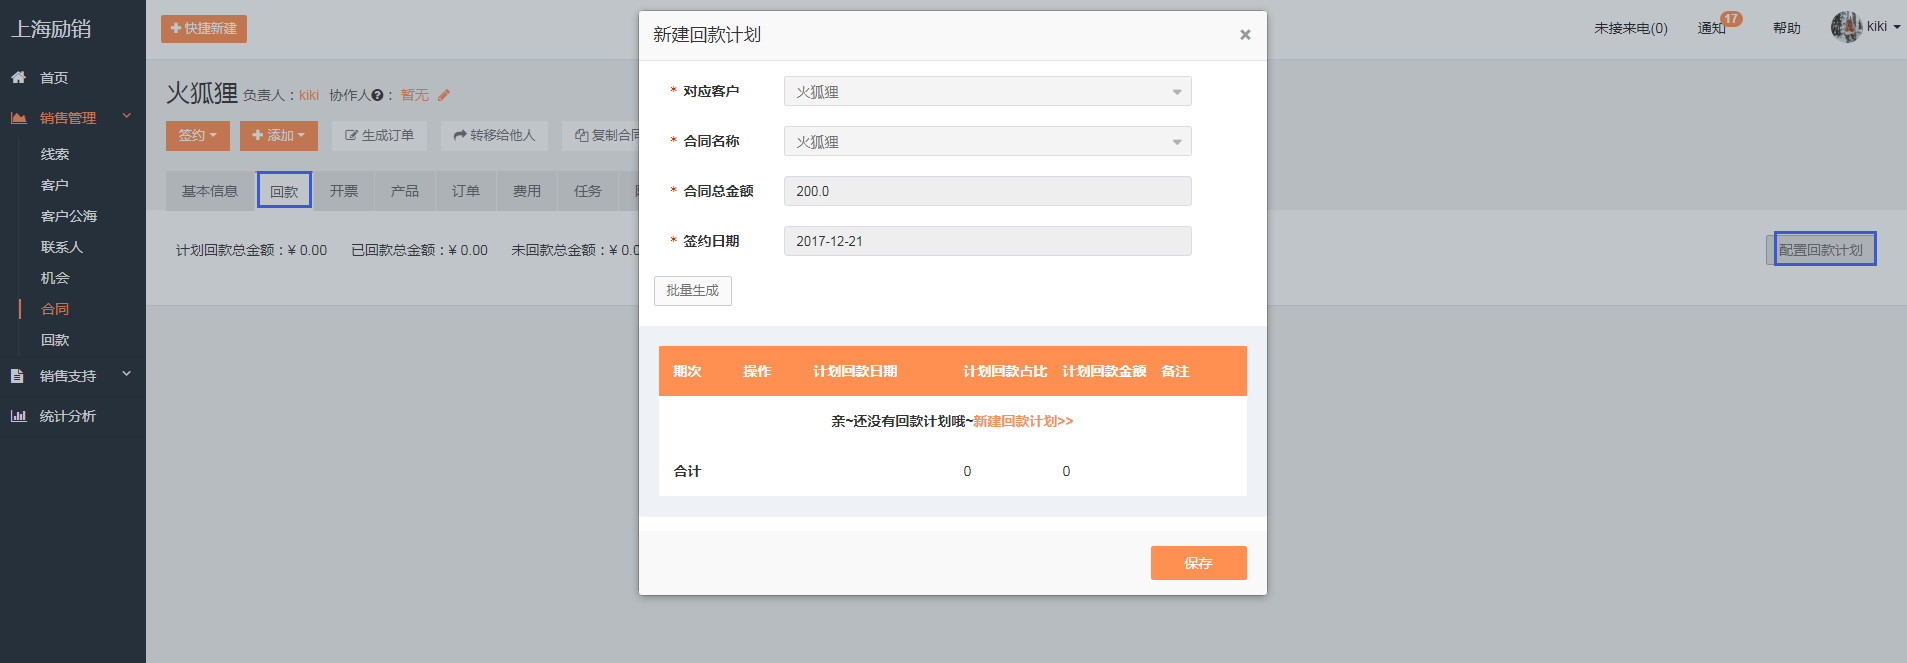 上海励销
首页
销售管理
线索
客户
客户公海
联系人
机会
合同
回款
销售支持
统计分析
快捷新建
未接来电(0)
通知
17
帮助
kiki
火狐狸 负责人：kiki 协作人 ： 暂无
签约
添加
生成订单
转移给他人
复制合同
基本信息
回款
开票
产品
订单
费用
任务
计划回款总金额：¥ 0.00
已回款总金额：¥ 0.00
未回款总金额：¥ 0.0
配置回款计划
新建回款计划
×
* 对应客户
火狐狸
* 合同名称
火狐狸
* 合同总金额
200.0
* 签约日期
2017-12-21
批量生成
期次 操作 计划回款日期 计划回款占比 计划回款金额 备注
亲~还没有回款计划哦~新建回款计划>>
合计 0 0
保存